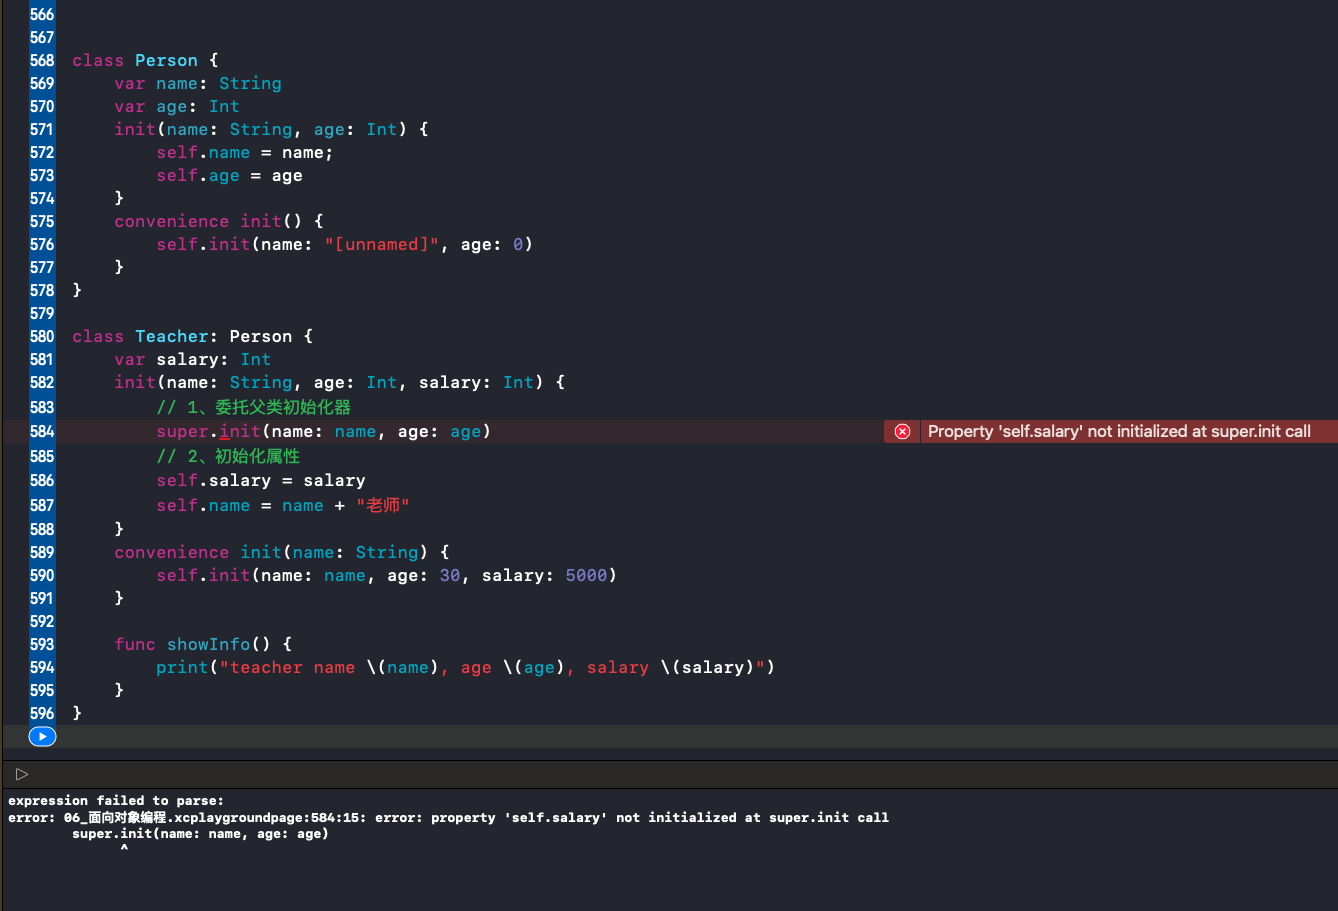 566
567
568 class Person {
569 var name: String
570 var age: Int
571 init(name: String, age: Int) {
572 self.name = name;
573 self.age = age
574 }
575 convenience init() {
576 self.init(name: "[unnamed]", age: 0)
577 }
578 }
579
580 class Teacher: Person {
581 var salary: Int
582 init(name: String, age: Int, salary: Int) {
583 // 1、委托父类初始化器
584 super.init(name: name, age: age) Property 'self.salary' not initialized at super.init call
585 // 2、初始化属性
586 self.salary = salary
587 self.name = name + "老师"
588 }
589 convenience init(name: String) {
590 self.init(name: name, age: 30, salary: 5000)
591 }
592
593 func showInfo() {
594 print("teacher name \(name), age \(age), salary \(salary)")
595 }
596 }
expression failed to parse:
error: 06_面向对象编程.xcplaygroundpage:584:15: error: property 'self.salary' not initialized at super.init call
super.init(name: name, age: age)
^